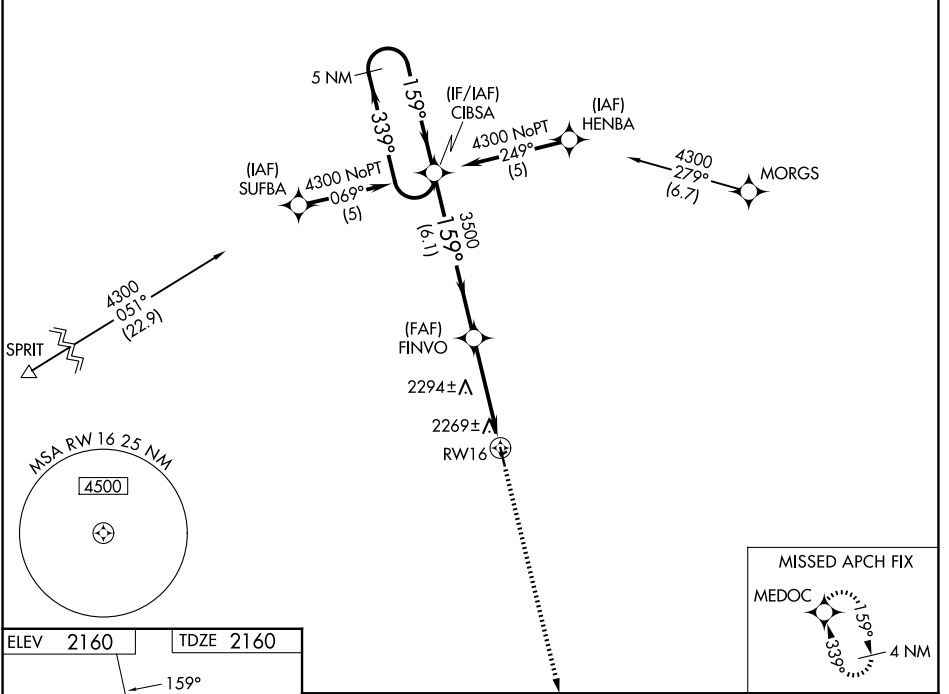 5 NM
159°
339°
(IF/IAF)
CIBSA
(IAF)
HENBA
4300 NoPT
249°
(5)
4300
279°
(6.7)
MORGS
(IAF)
SUFBA
4300 NoPT
069°
(5)
3500
159°
(6.1)
4300
051°
(22.9)
SPRIT
(FAF)
FINVO
2294±
2269±
RW16
MSA RW 16 25 NM
4500
MISSED APCH FIX
MEDOC
159°
339°
4 NM
ELEV 2160
TDZE 2160
159°